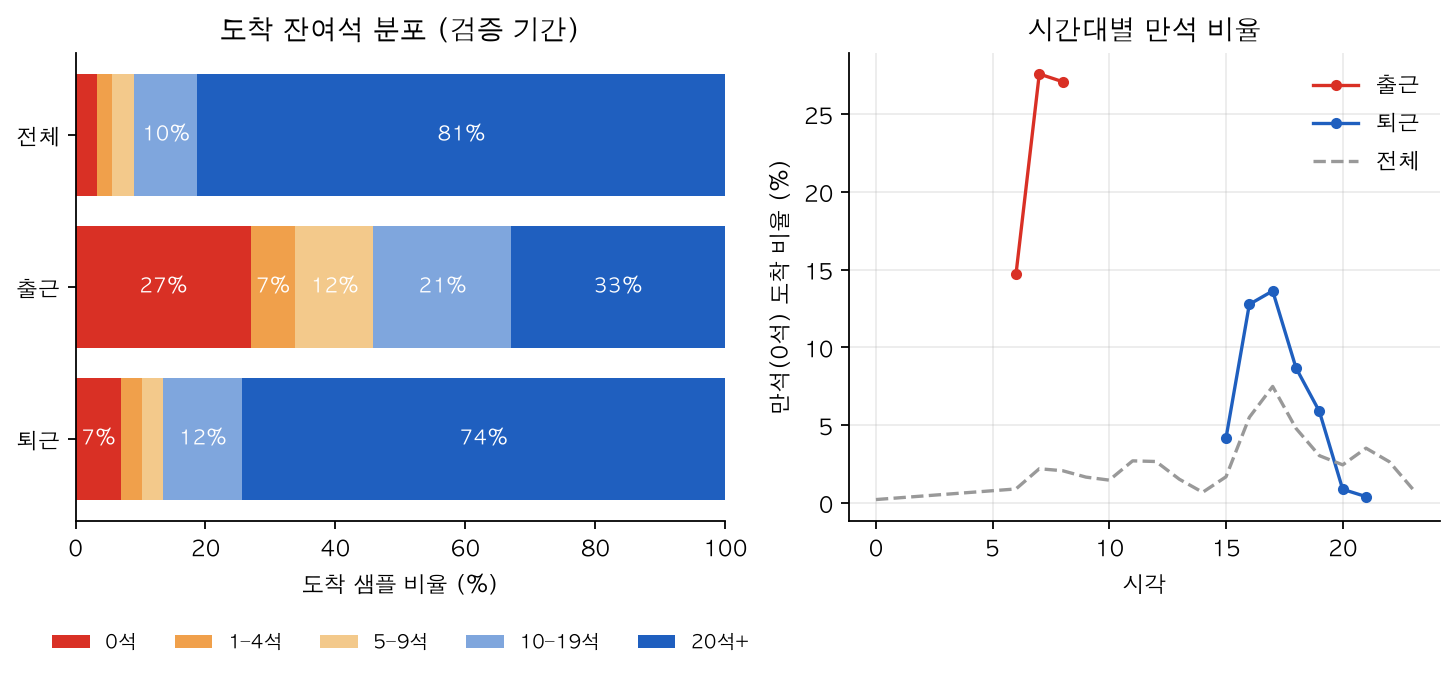 도착 잔여석 분포 (검증 기간)
전체
10%
81%
출근
27%
7%
12%
21%
33%
퇴근
7%
12%
74%
0
20
40
60
80
100
도착 샘플 비율 (%)
0석
1–4석
5–9석
10–19석
20석+
시간대별 만석 비율
만석(0석) 도착 비율 (%)
25
20
15
10
5
0
출근
퇴근
전체
0
5
10
15
20
시각